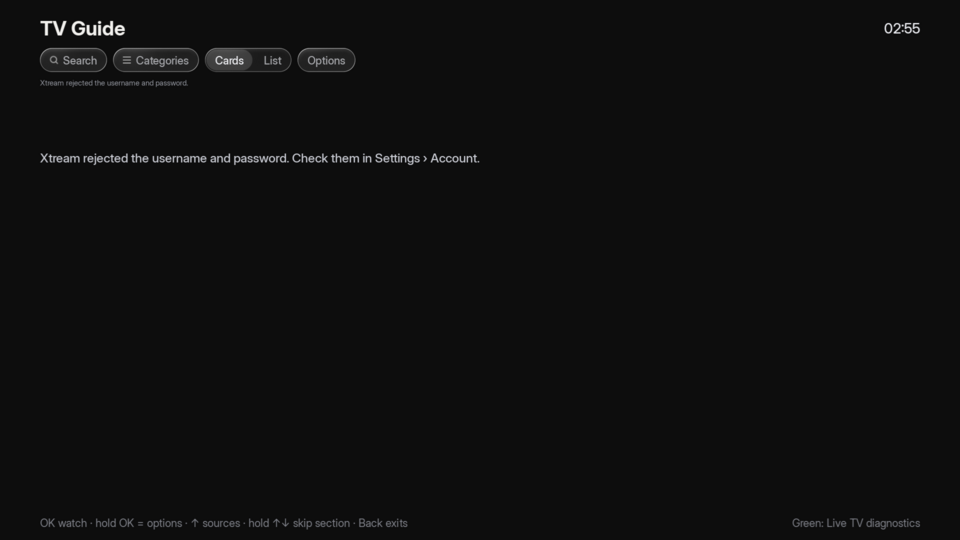 TV Guide
02:55
Search
Categories
Cards
List
Options
Xtream rejected the username and password.
Xtream rejected the username and password. Check them in Settings › Account.
OK watch · hold OK = options · ↑ sources · hold ↑↓ skip section · Back exits
Green: Live TV diagnostics